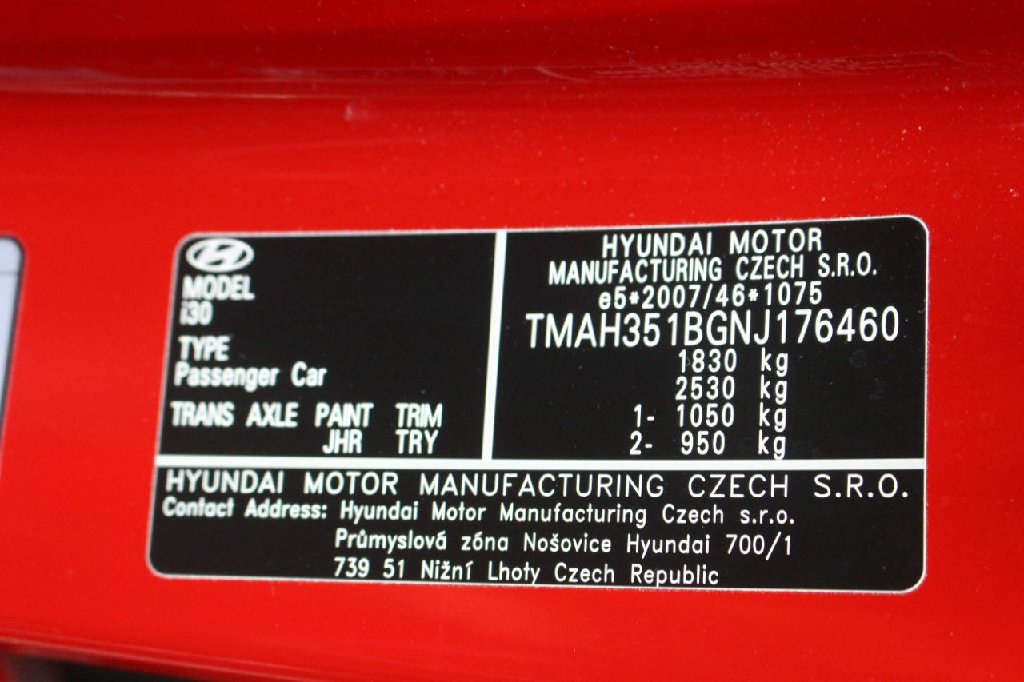 MODEL
i30
TYPE
Passenger Car
TRANS AXLE PAINT TRIM
JHR TRY
HYUNDAI MOTOR
MANUFACTURING CZECH S.R.O.
e5*2007/46*1075
TMAH351BGNJ176460
1830 kg
2530 kg
1- 1050 kg
2- 950 kg
HYUNDAI MOTOR MANUFACTURING CZECH S.R.O.
Contact Address: Hyundai Motor Manufacturing Czech s.r.o.
Průmyslová zóna Nošovice Hyundai 700/1
739 51 Nižní Lhoty Czech Republic